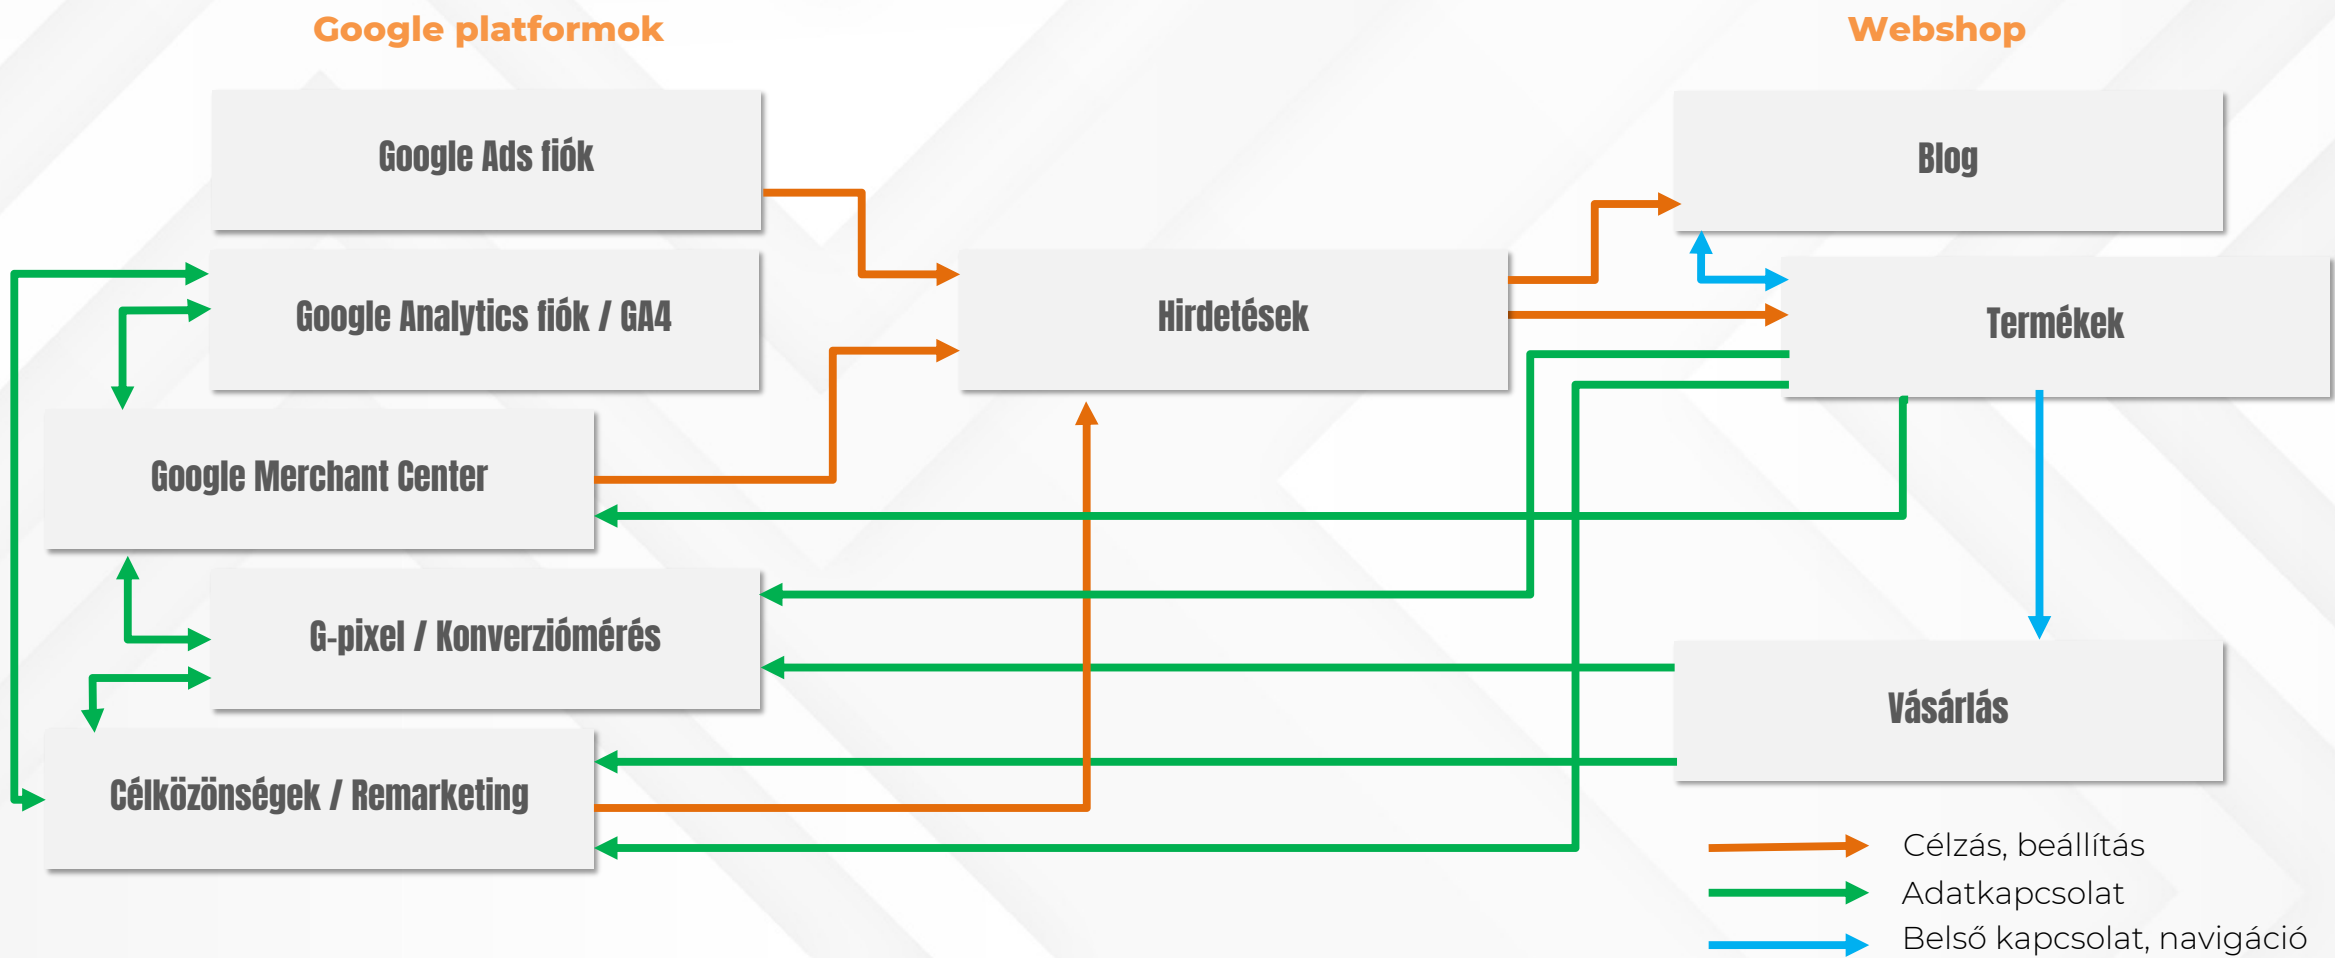 Google platformok
Webshop
Google Ads fiók
Blog
Google Analytics fiók / GA4
Hirdetések
Termékek
Google Merchant Center
G-pixel / Konverziómérés
Vásárlás
Célközönségek / Remarketing
Célzás, beállítás
Adatkapcsolat
Belső kapcsolat, navigáció